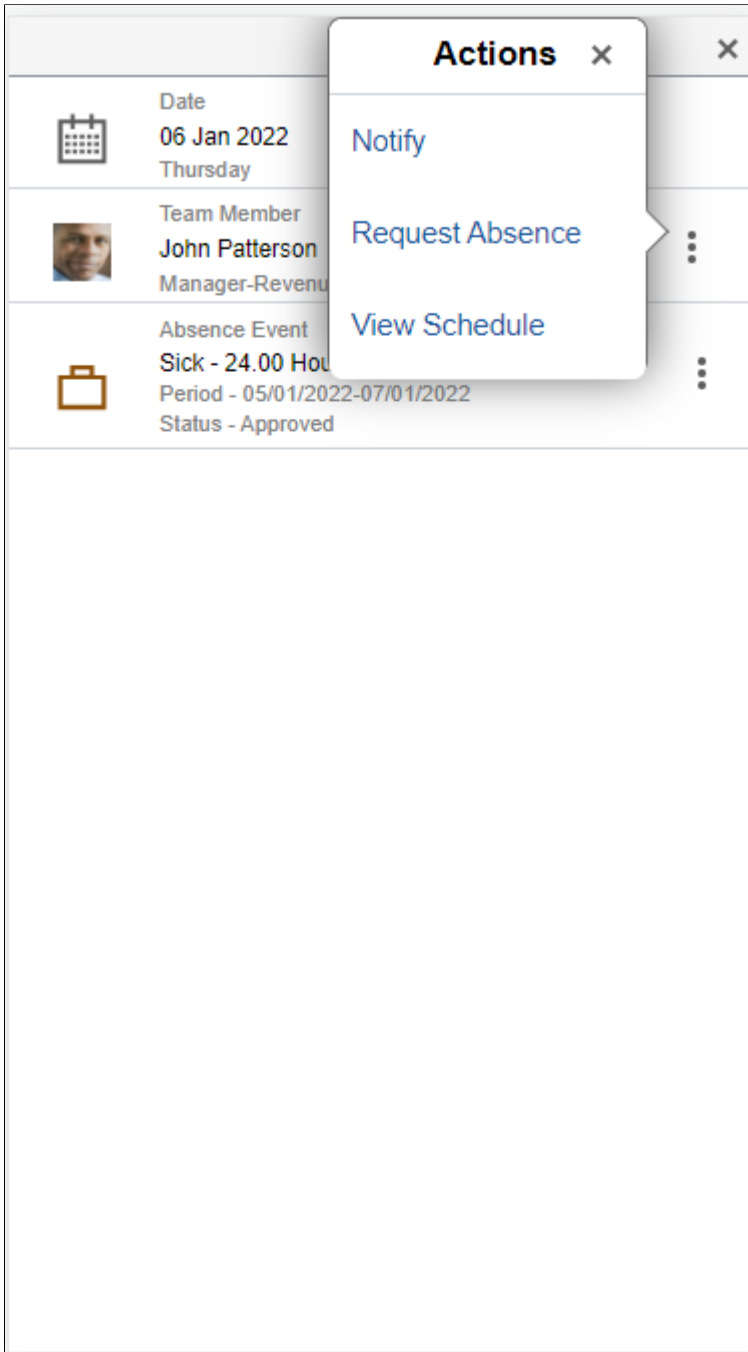 Actions
Date
06 Jan 2022
Thursday
Notify
Team Member
John Patterson
Manager-Revenu
Request Absence
Absence Event
Sick - 24.00 Hou
Period - 05/01/2022-07/01/2022
Status - Approved
View Schedule